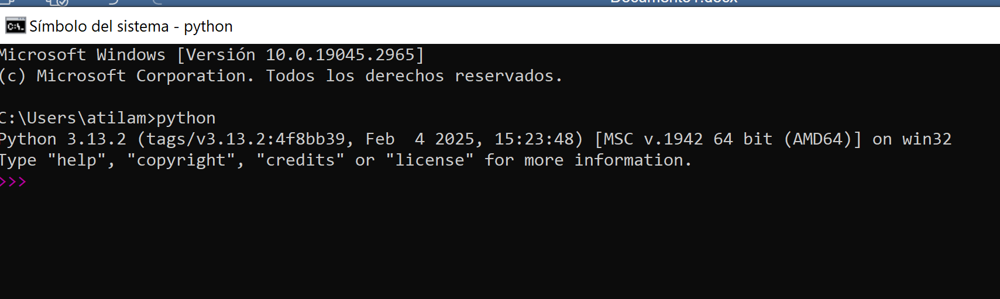 Documento1.docx
Símbolo del sistema - python
Microsoft Windows [Versión 10.0.19045.2965]
(c) Microsoft Corporation. Todos los derechos reservados.
C:\Users\atilam>python
Python 3.13.2 (tags/v3.13.2:4f8bb39, Feb  4 2025, 15:23:48) [MSC v.1942 64 bit (AMD64)] on win32
Type "help", "copyright", "credits" or "license" for more information.
>>>